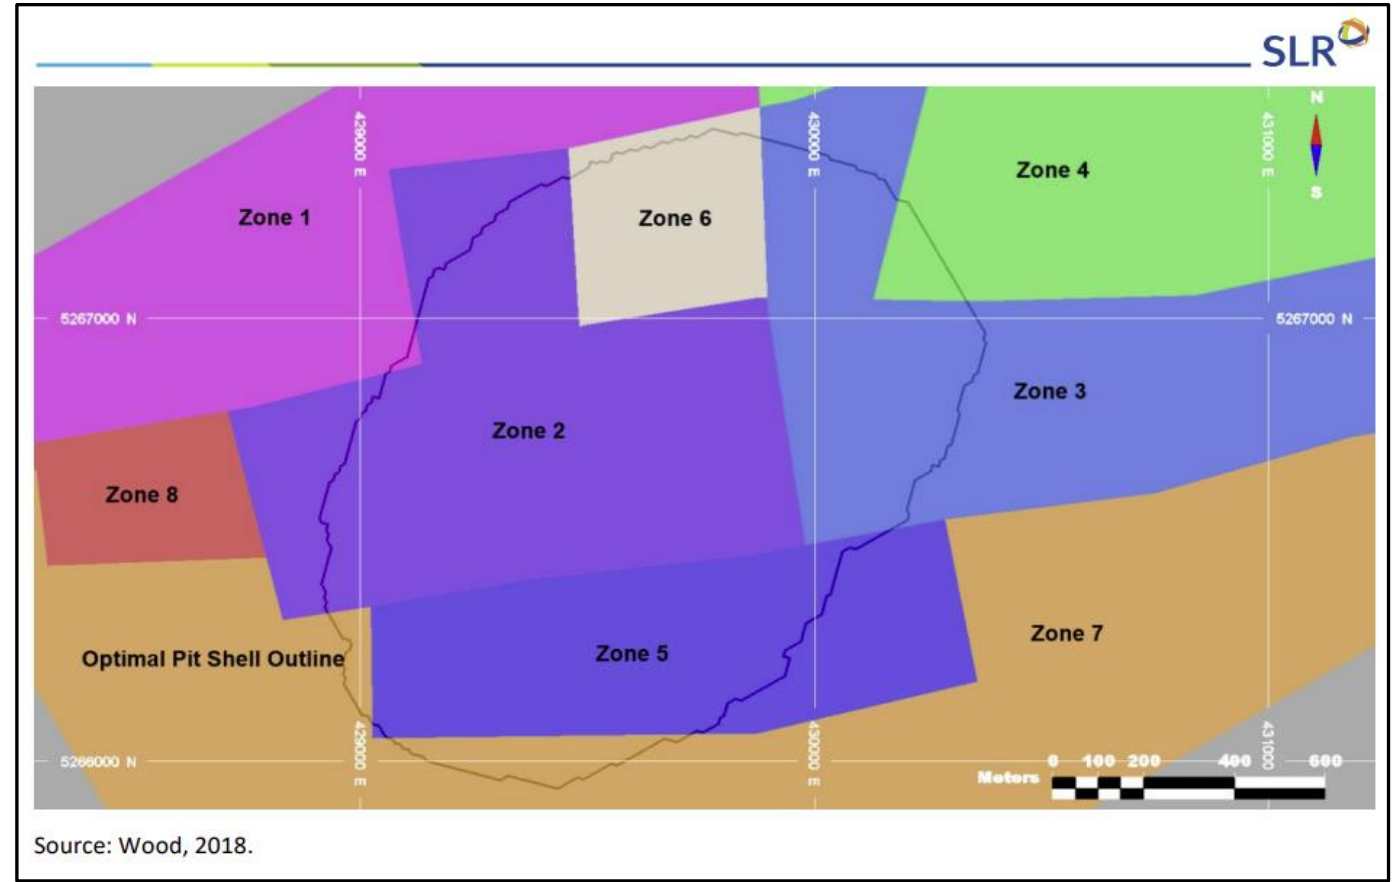 SLR
429000 m
430000 m
431000 m
N
S
Zone 4
Zone 1
Zone 6
5267000 N
5267000 N
Zone 3
Zone 2
Zone 8
Zone 7
Zone 5
Optimal Pit Shell Outline
429000 m
430000 m
431000
5266000 N
0 100 200 400 600
Meters
Source: Wood, 2018.